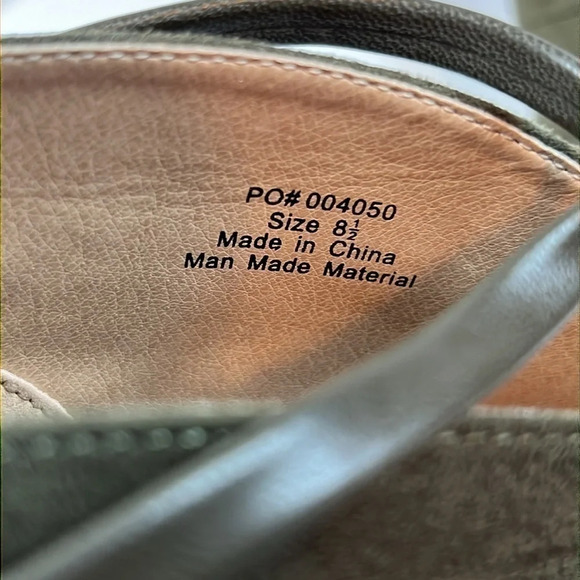 PO# 004050
Size 8½
Made in China
Man Made Material